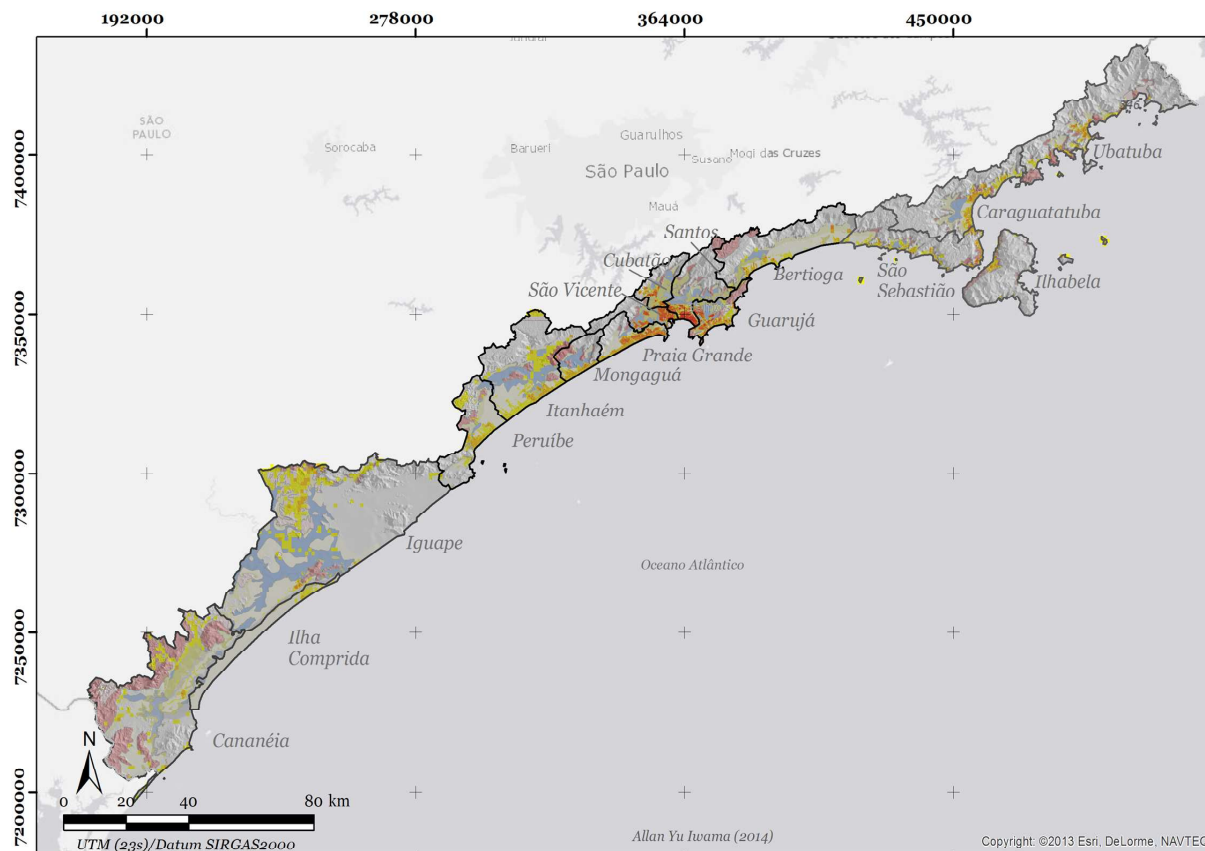 192000
278000
364000
450000
SÃO
PAULO
Sorocaba
Barueri
Guarulhos
São Paulo
Susano
Mogi das Cruzes
Mauá
7400000
Ubatuba
Caraguatatuba
Santos
Cubatão
Bertioga
São
Sebastião
Ilhabela
São Vicente
7350000
Guarujá
Praia Grande
Mongaguá
Itanhaém
Peruíbe
7300000
Iguape
Oceano Atlântico
7250000
Ilha
Comprida
Cananéia
N
7200000
0 20 40 80 km
UTM (23s)/Datum SIRGAS2000
Allan Yu Iwama (2014)
Copyright: ©2013 Esri, DeLorme, NAVTEQ